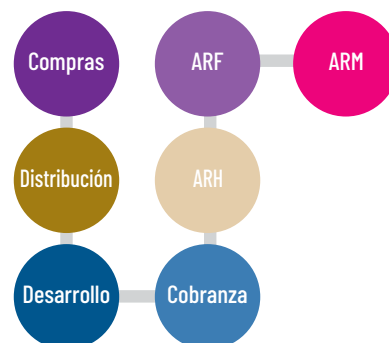 Compras
ARF
ARM
Distribución
ARH
Desarrollo
Cobranza